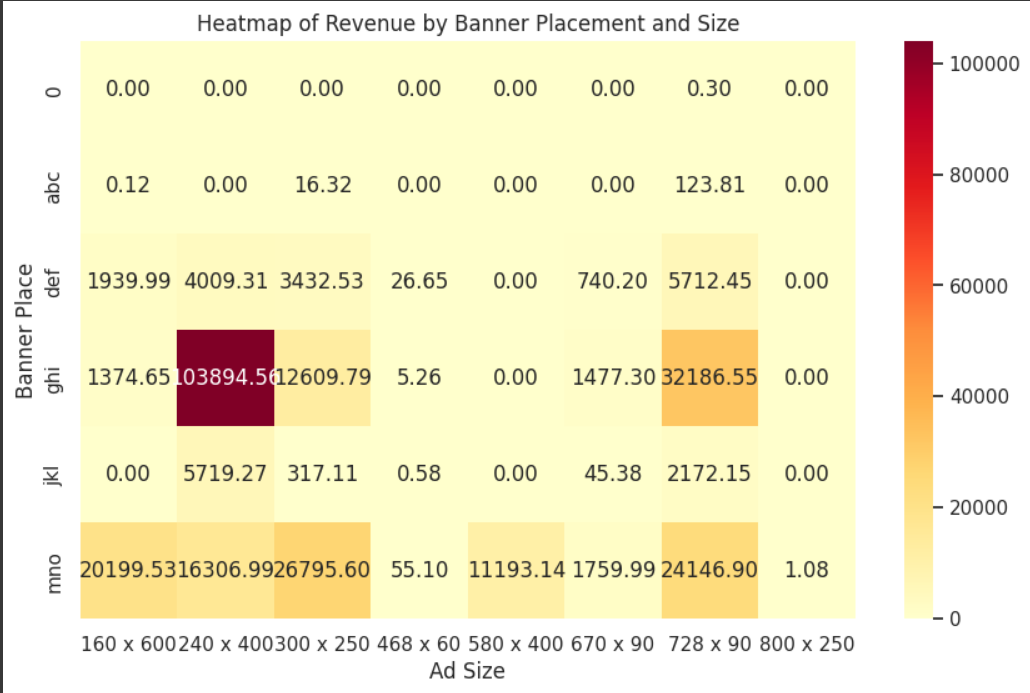 Heatmap of Revenue by Banner Placement and Size
0 0.00 0.00 0.00 0.00 0.00 0.00 0.30 0.00
abc 0.12 0.00 16.32 0.00 0.00 0.00 123.81 0.00
def 1939.99 4009.31 3432.53 26.65 0.00 740.20 5712.45 0.00
ghi 1374.65 103894.56 12609.79 5.26 0.00 1477.30 32186.55 0.00
jkl 0.00 5719.27 317.11 0.58 0.00 45.38 2172.15 0.00
mno 20199.53 16306.99 26795.60 55.10 11193.14 1759.99 24146.90 1.08
160 x 600 240 x 400 300 x 250 468 x 60 580 x 400 670 x 90 728 x 90 800 x 250
Ad Size
Banner Place
100000
80000
60000
40000
20000
0